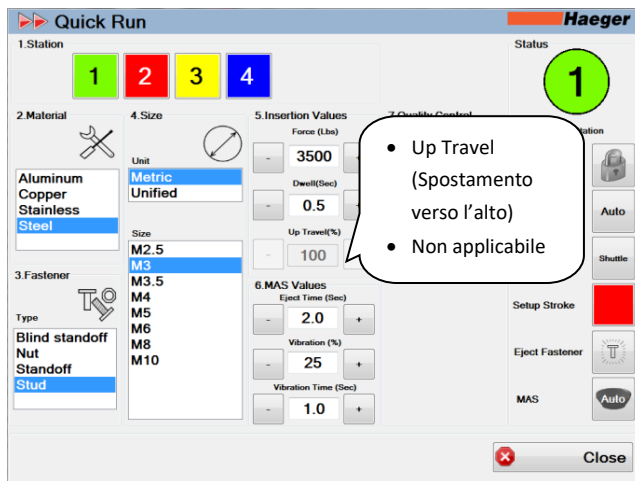 Quick Run
Haeger
1.Station
1
2
3
4
Status
1
2.Material
Aluminum
Copper
Stainless
Steel
3.Fastener
Type
Blind standoff
Nut
Standoff
Stud
4.Size
Unit
Metric
Unified
Size
M2.5
M3
M3.5
M4
M5
M6
M8
M10
5.Insertion Values
Force (Lbs)
- 3500
Dwell(Sec)
- 0.5
Up Travel(%)
- 100
6.MAS Values
Eject Time (Sec)
- 2.0 +
Vibration (%)
- 25 +
Vibration Time (Sec)
- 1.0 +
7.Quality Control
• Up Travel
(Spostamento
verso l'alto)
• Non applicabile
Auto
Shuttle
Setup Stroke
Eject Fastener
MAS
Auto
Close